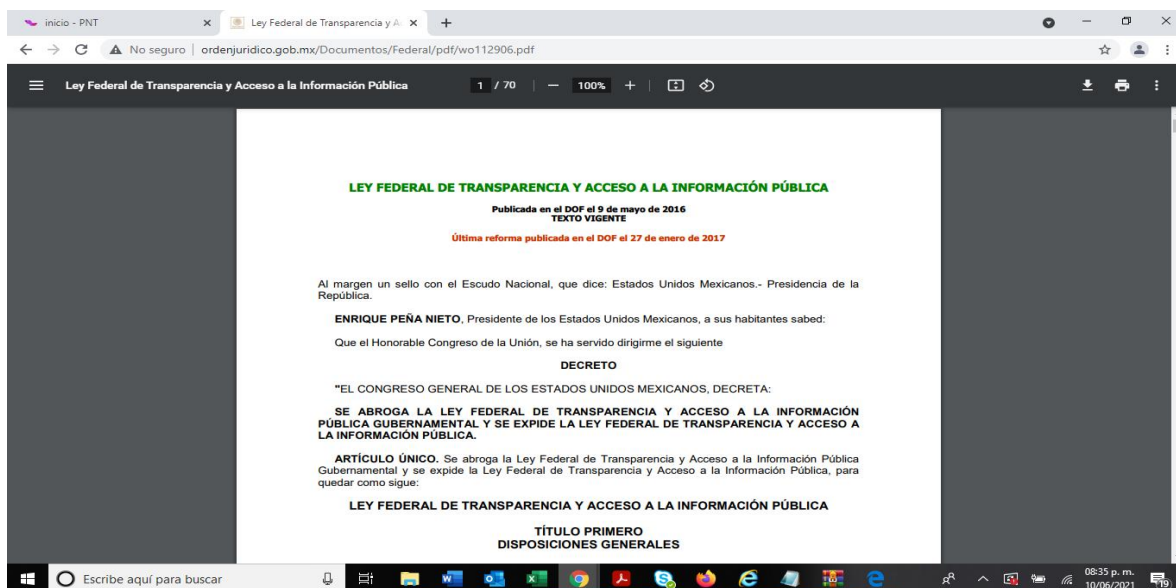 inicio - PNT
Ley Federal de Transparencia y A
No seguro | ordenjuridico.gob.mx/Documentos/Federal/pdf/wo112906.pdf
Ley Federal de Transparencia y Acceso a la Información Pública
1 / 70
100%
LEY FEDERAL DE TRANSPARENCIA Y ACCESO A LA INFORMACIÓN PÚBLICA
Publicada en el DOF el 9 de mayo de 2016
TEXTO VIGENTE
Última reforma publicada en el DOF el 27 de enero de 2017
Al margen un sello con el Escudo Nacional, que dice: Estados Unidos Mexicanos.- Presidencia de la
República.
ENRIQUE PEÑA NIETO, Presidente de los Estados Unidos Mexicanos, a sus habitantes sabed:
Que el Honorable Congreso de la Unión, se ha servido dirigirme el siguiente
DECRETO
"EL CONGRESO GENERAL DE LOS ESTADOS UNIDOS MEXICANOS, DECRETA:
SE ABROGA LA LEY FEDERAL DE TRANSPARENCIA Y ACCESO A LA INFORMACIÓN
PÚBLICA GUBERNAMENTAL Y SE EXPIDE LA LEY FEDERAL DE TRANSPARENCIA Y ACCESO A
LA INFORMACIÓN PÚBLICA.
ARTÍCULO ÚNICO. Se abroga la Ley Federal de Transparencia y Acceso a la Información Pública
Gubernamental y se expide la Ley Federal de Transparencia y Acceso a la Información Pública, para
quedar como sigue:
LEY FEDERAL DE TRANSPARENCIA Y ACCESO A LA INFORMACIÓN PÚBLICA
TÍTULO PRIMERO
DISPOSICIONES GENERALES
Escribe aquí para buscar
08:35 p. m.
10/06/2021
19